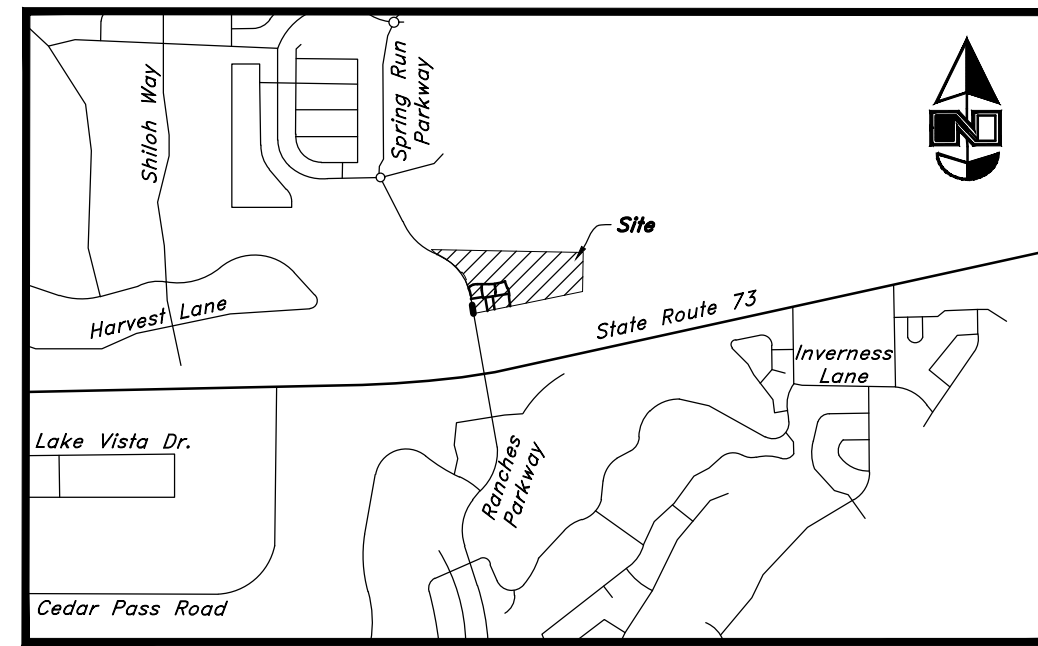 Shiloh Way
Spring Run
Parkway
N
Site
Harvest Lane
State Route 73
Inverness
Lane
Lake Vista Dr.
Ranches
Parkway
Cedar Pass Road